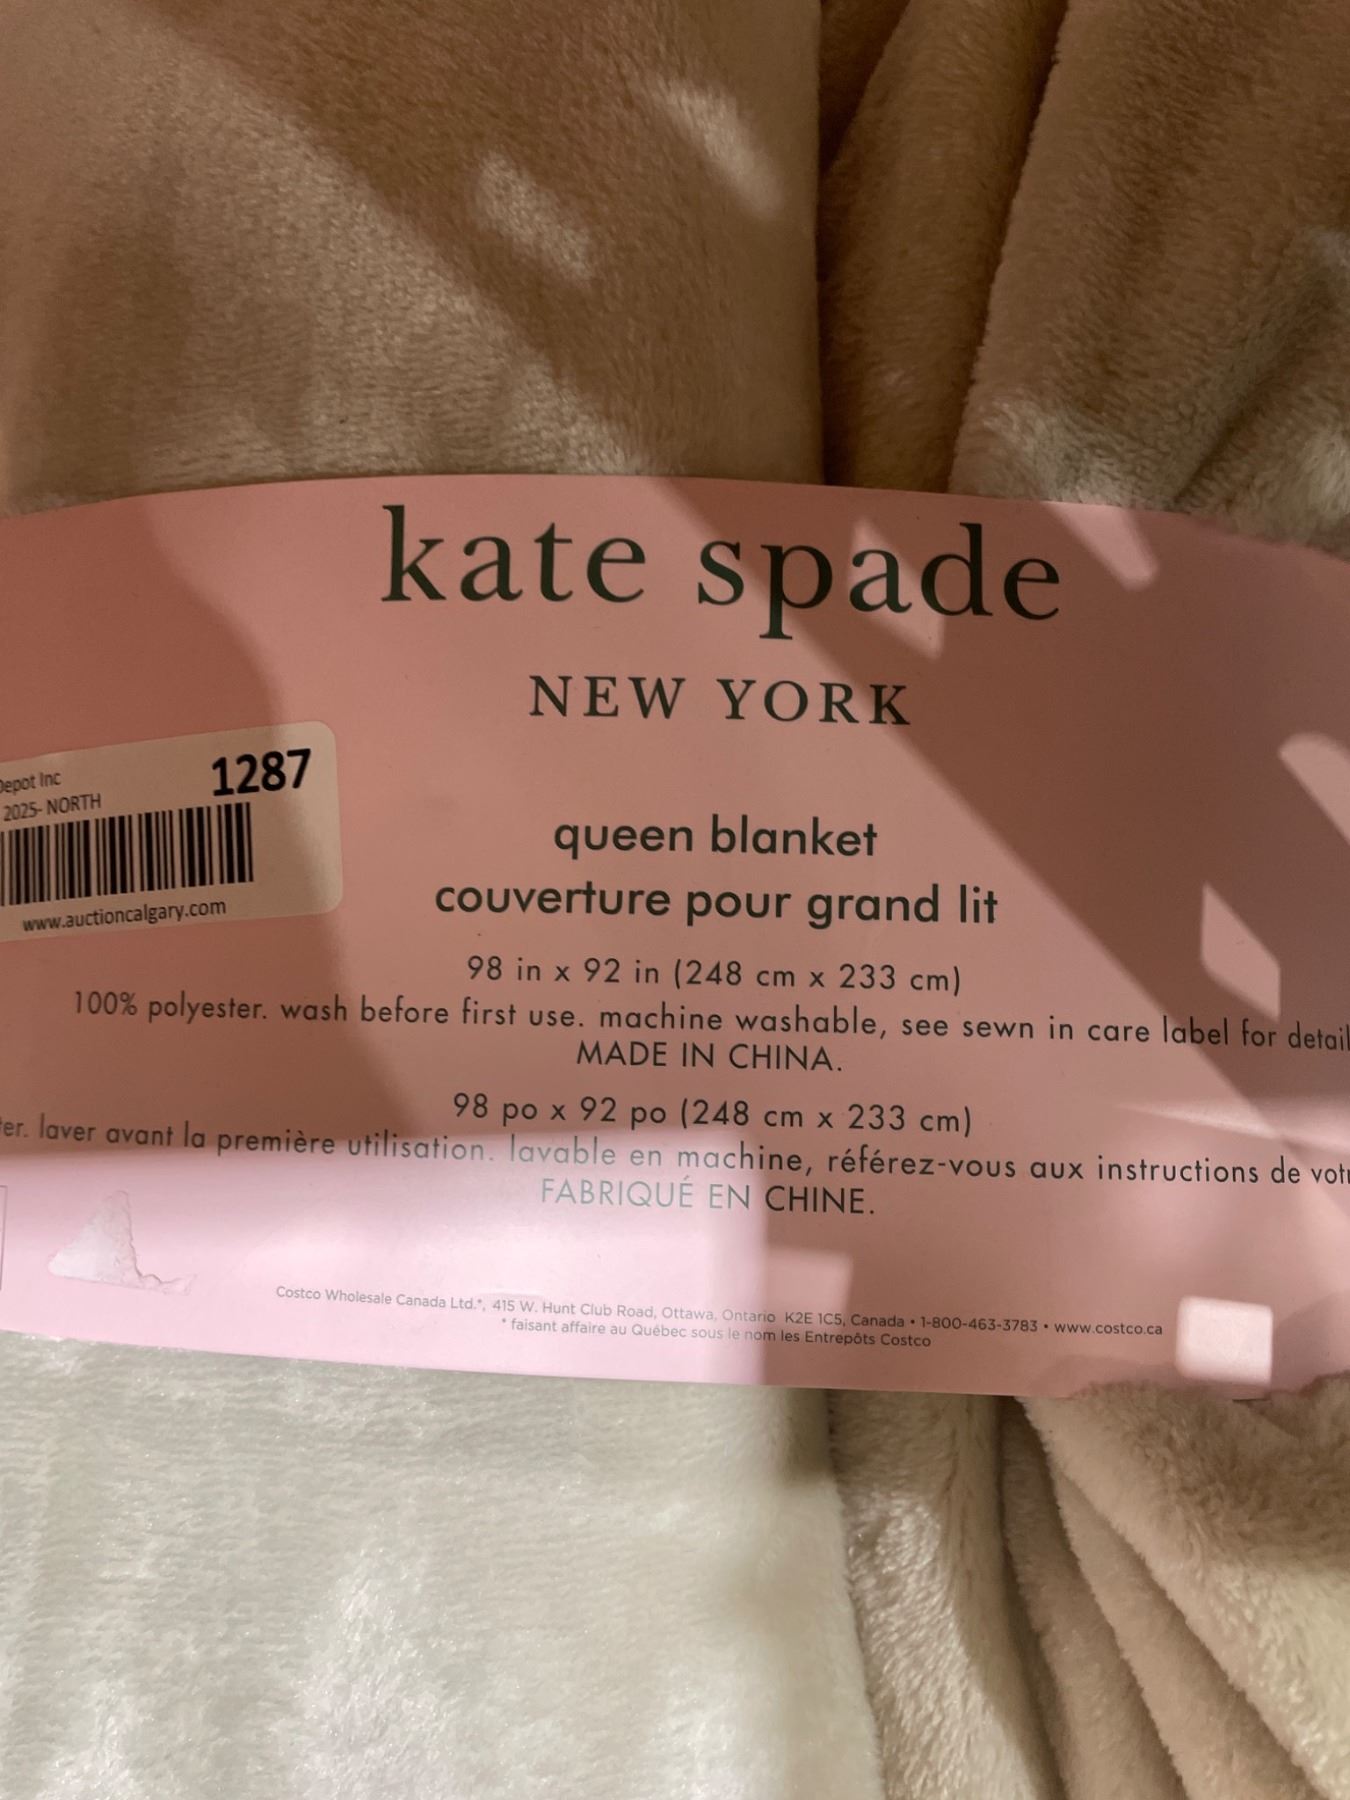 kate spade
NEW YORK
Depot Inc
1287
2025- NORTH
www.auctioncalgary.com
queen blanket
couverture pour grand lit
98 in x 92 in (248 cm x 233 cm)
100% polyester. wash before first use. machine washable, see sewn in care label for detail
MADE IN CHINA.
98 po x 92 po (248 cm x 233 cm)
laver avant la première utilisation. lavable en machine, référez-vous aux instructions de
FABRIQUÉ EN CHINE.
Costco Wholesale Canada Ltd.*, 415 W. Hunt Club Road, Ottawa, Ontario K2E 1C5, Canada • 1-800-463-3783 • www.costco.ca
* faisant affaire au Québec sous le nom les Entrepôts Costco